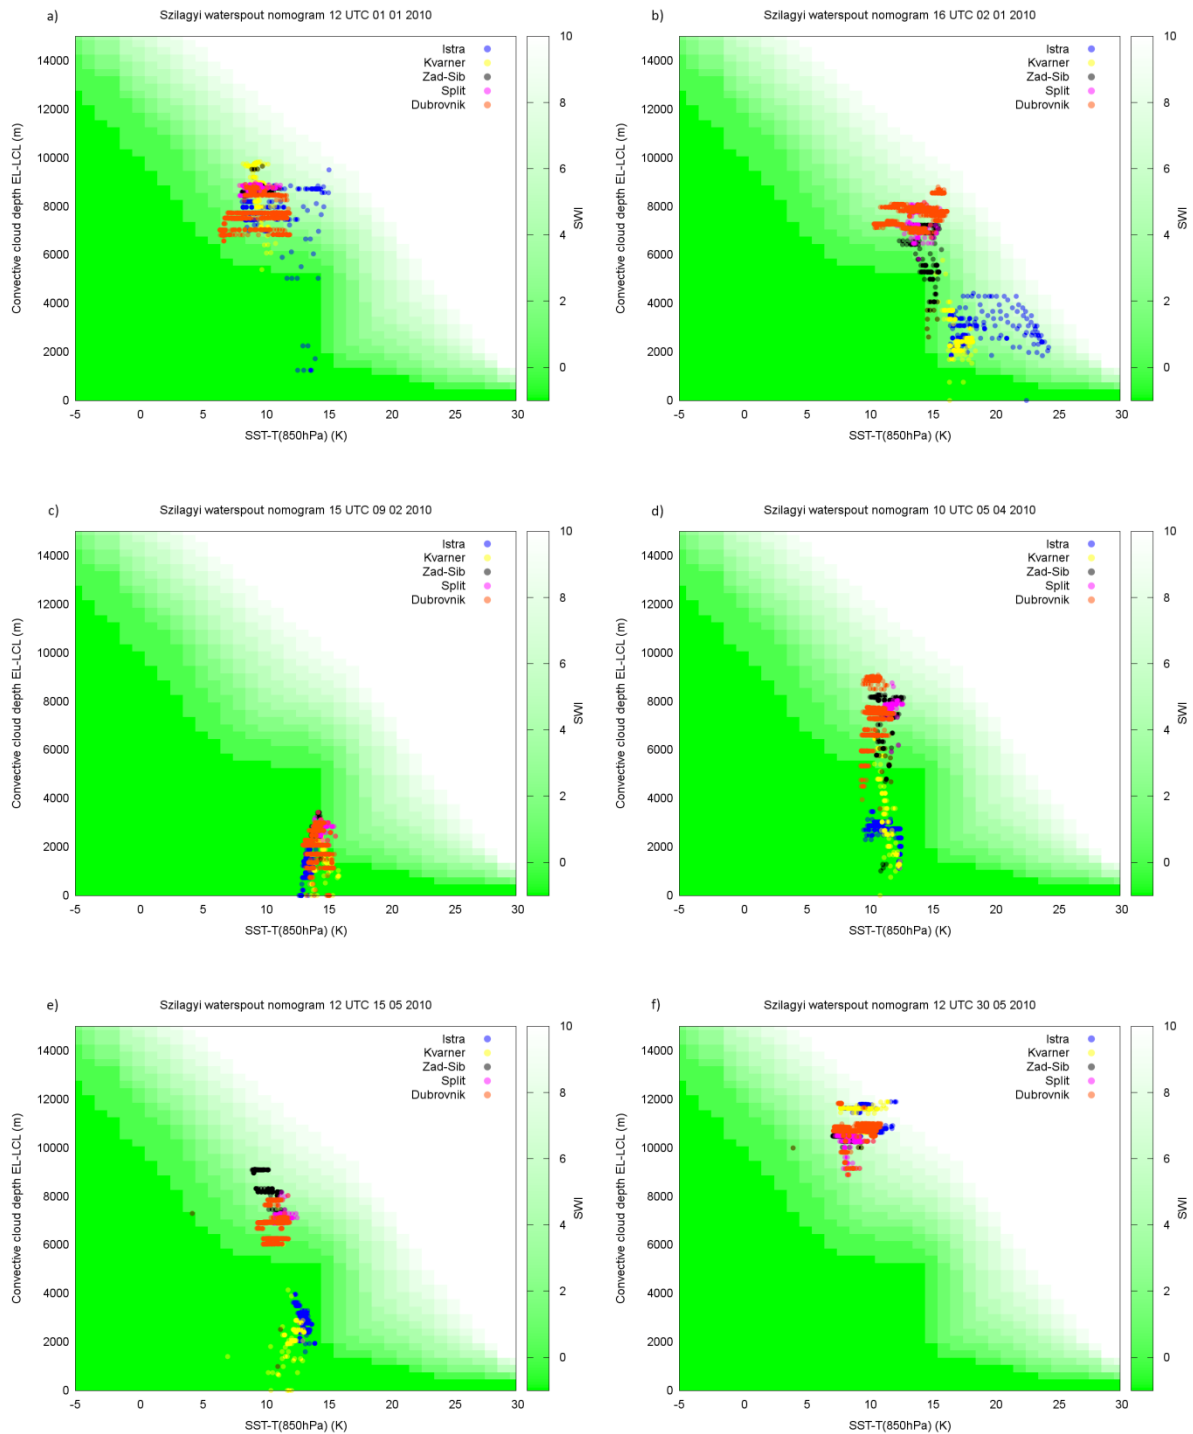 a) Szilagyi waterspout nomogram 12 UTC 01 01 2010
Istra
Kvarner
Zad-Sib
Split
Dubrovnik
14000
12000
10000
8000
6000
4000
2000
0
Convective cloud depth EL-LCL (m)
-5 0 5 10 15 20 25 30
SST-T(850hPa) (K)
10
8
6
4
2
0
SWI
b) Szilagyi waterspout nomogram 16 UTC 02 01 2010
Istra
Kvarner
Zad-Sib
Split
Dubrovnik
14000
12000
10000
8000
6000
4000
2000
0
Convective cloud depth EL-LCL (m)
-5 0 5 10 15 20 25 30
SST-T(850hPa) (K)
10
8
6
4
2
0
SWI
c) Szilagyi waterspout nomogram 15 UTC 09 02 2010
Istra
Kvarner
Zad-Sib
Split
Dubrovnik
14000
12000
10000
8000
6000
4000
2000
0
Convective cloud depth EL-LCL (m)
-5 0 5 10 15 20 25 30
SST-T(850hPa) (K)
10
8
6
4
2
0
SWI
d) Szilagyi waterspout nomogram 10 UTC 05 04 2010
Istra
Kvarner
Zad-Sib
Split
Dubrovnik
14000
12000
10000
8000
6000
4000
2000
0
Convective cloud depth EL-LCL (m)
-5 0 5 10 15 20 25 30
SST-T(850hPa) (K)
10
8
6
4
2
0
SWI
e) Szilagyi waterspout nomogram 12 UTC 15 05 2010
Istra
Kvarner
Zad-Sib
Split
Dubrovnik
14000
12000
10000
8000
6000
4000
2000
0
Convective cloud depth EL-LCL (m)
-5 0 5 10 15 20 25 30
SST-T(850hPa) (K)
10
8
6
4
2
0
SWI
f) Szilagyi waterspout nomogram 12 UTC 30 05 2010
Istra
Kvarner
Zad-Sib
Split
Dubrovnik
14000
12000
10000
8000
6000
4000
2000
0
Convective cloud depth EL-LCL (m)
-5 0 5 10 15 20 25 30
SST-T(850hPa) (K)
10
8
6
4
2
0
SWI